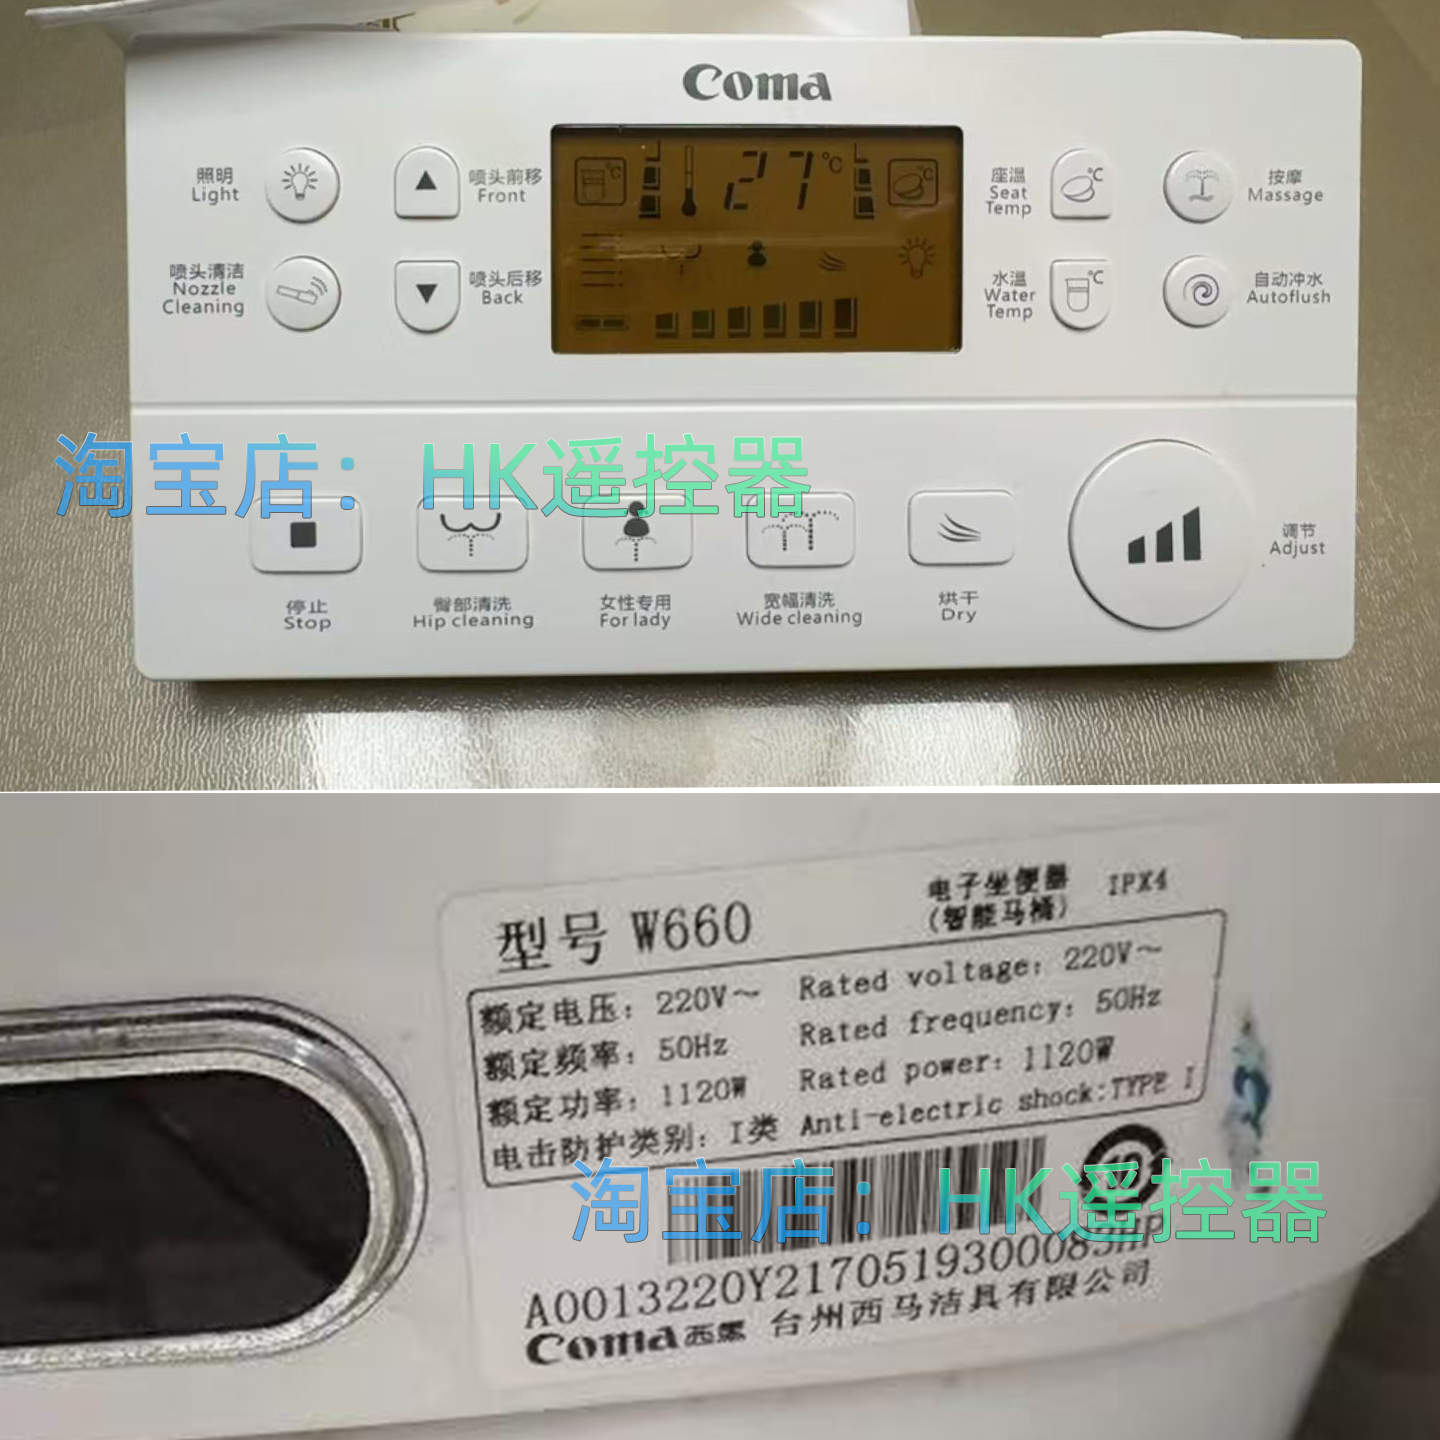 Coma
照明
Light
喷头前移
Front
27°C
°C
°C
座温
Seat
Temp
°C
按摩
Massage
喷头清洁
Nozzle
Cleaning
喷头后移
Back
水温
Water
Temp
°C
自动冲水
Autoflush
淘宝店：HK遥控器
调节
Adjust
停止
Stop
臀部清洗
Hip cleaning
女性专用
For lady
宽幅清洗
Wide cleaning
烘干
Dry
型号 W660
电子坐便器
(智能马桶)
IPX4
额定电压：220V～ Rated voltage: 220V～
额定频率：50Hz Rated frequency: 50Hz
额定功率：1120W Rated power: 1120W
电击防护类别：I类 Anti-electric shock:TYPE I
淘宝店：HK遥控器
Coma 台州西马洁具有限公司